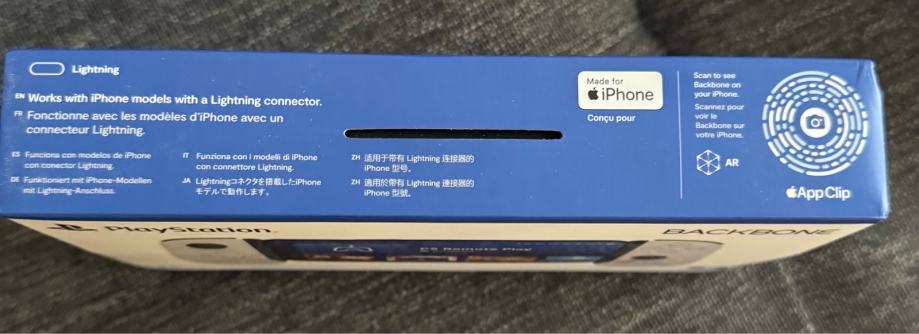 Lightning
EN Works with iPhone models with a Lightning connector.
FR Fonctionne avec les modèles d'iPhone avec un
connecteur Lightning.
ES Funciona con modelos de iPhone
con conector Lightning.
DE Funktioniert mit iPhone-Modellen
mit Lightning-Anschluss.
IT Funziona con i modelli di iPhone
con connettore Lightning.
JA Lightningコネクタを搭載したiPhone
モデルで動作します。
ZH 适用于带有 Lightning 连接器的
iPhone 型号。
ZH 適用於帶有 Lightning 連接器的
iPhone 型號。
Made for
iPhone
Conçu pour
Scan to see
Backbone on
your iPhone.
Scannez pour
voir le
Backbone sur
votre iPhone.
AR
App Clip
PlayStation
BACKBONE
PS Remote Play